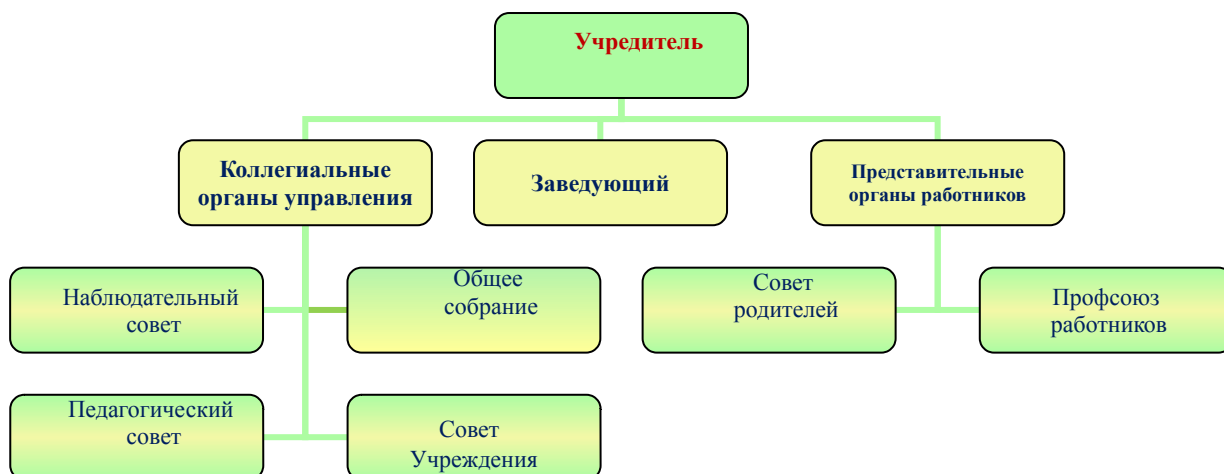 Учредитель
Коллегиальные
органы управления
Заведующий
Представительные
органы работников
Наблюдательный
совет
Общее
собрание
Совет
родителей
Профсоюз
работников
Педагогический
совет
Совет
Учреждения